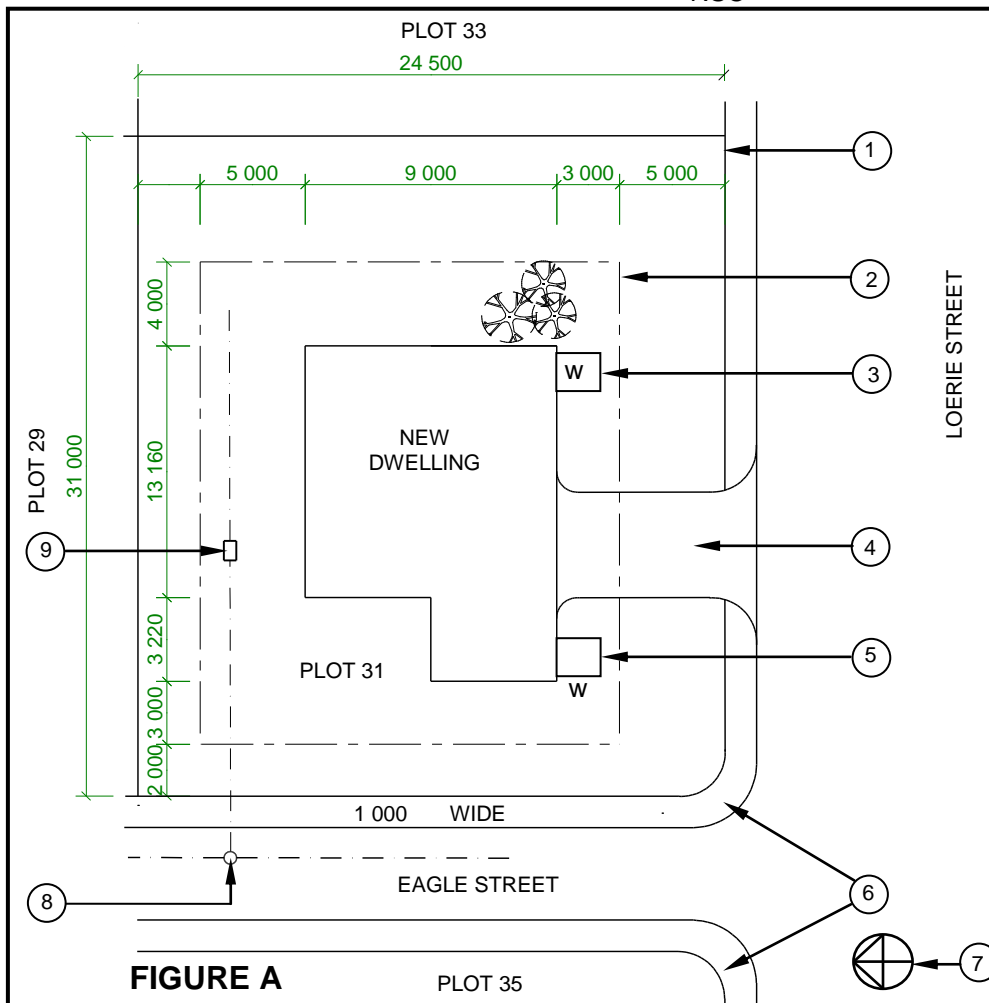 PLOT 33
24 500
1
5 000 9 000 3 000 5 000
2
4 000
LOERIE STREET
W
3
NEW
DWELLING
PLOT 29
31 000
13 160
9
4
3 220
PLOT 31
5
W
3 000
2 000
1 000 WIDE
8
EAGLE STREET
6
FIGURE A
PLOT 35
7